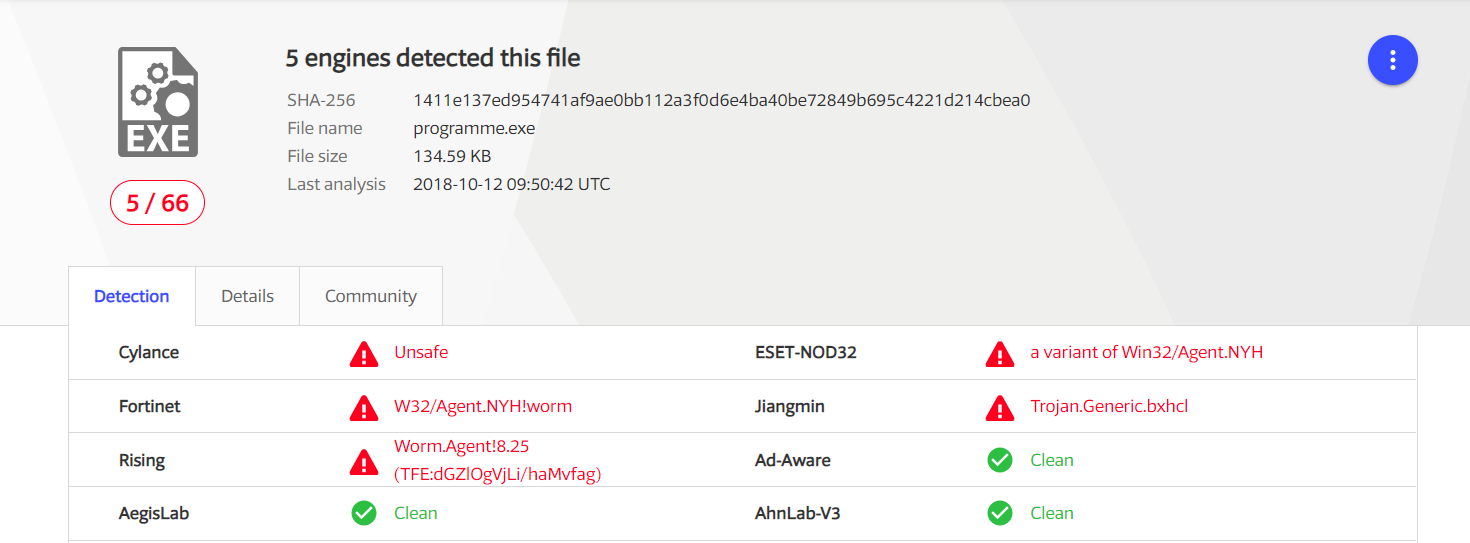 5 engines detected this file
SHA-256 1411e137ed954741af9ae0bb112a3f0d6e4ba40be72849b695c4221d214cbea0
File name programme.exe
File size 134.59 KB
Last analysis 2018-10-12 09:50:42 UTC
EXE
5 / 66
Detection Details Community
Cylance Unsafe ESET-NOD32 a variant of Win32/Agent.NYH
Fortinet W32/Agent.NYH!worm Jiangmin Trojan.Generic.bxhcl
Rising Worm.Agent!8.25
(TFE:dGZlOgVjLi/haMvfag) Ad-Aware Clean
AegisLab Clean AhnLab-V3 Clean